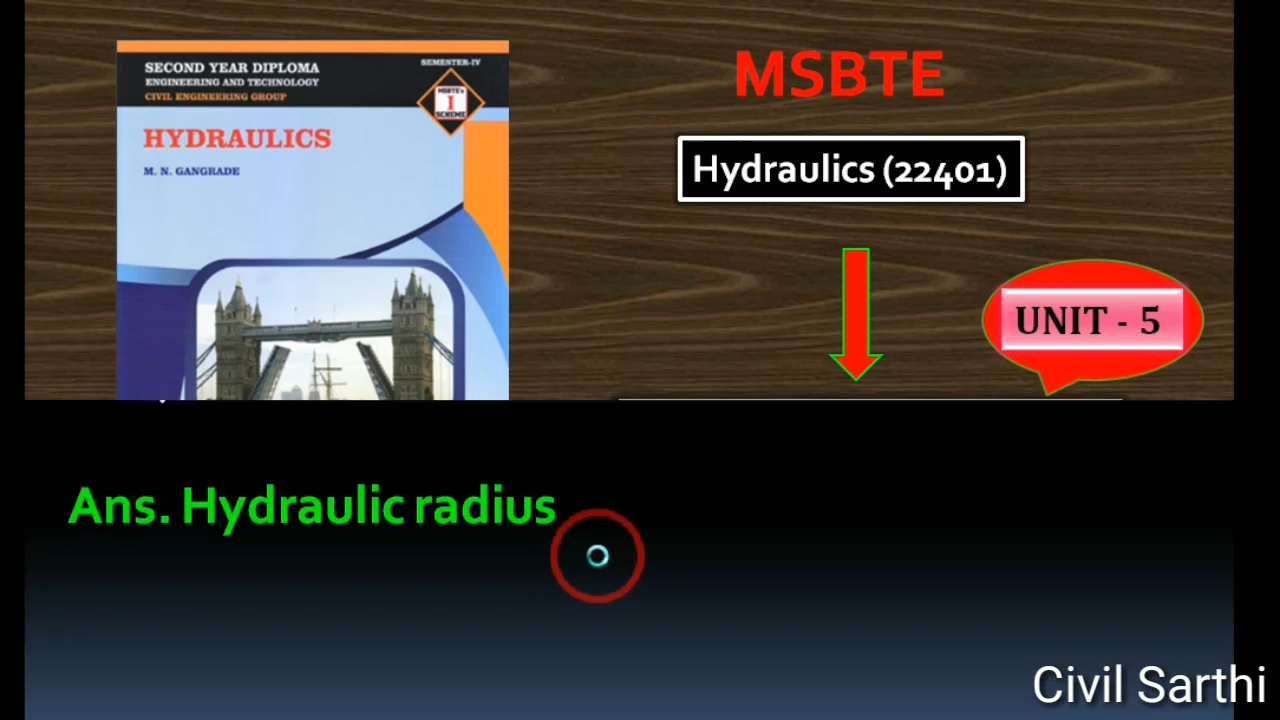 SECOND YEAR DIPLOMA
ENGINEERING AND TECHNOLOGY
CIVIL ENGINEERING GROUP
SEMESTER-IV
MSBTE's
I
SCHEME
HYDRAULICS
M. N. GANGRADE
MSBTE
Hydraulics (22401)
UNIT - 5
Ans. Hydraulic radius
Civil Sarthi